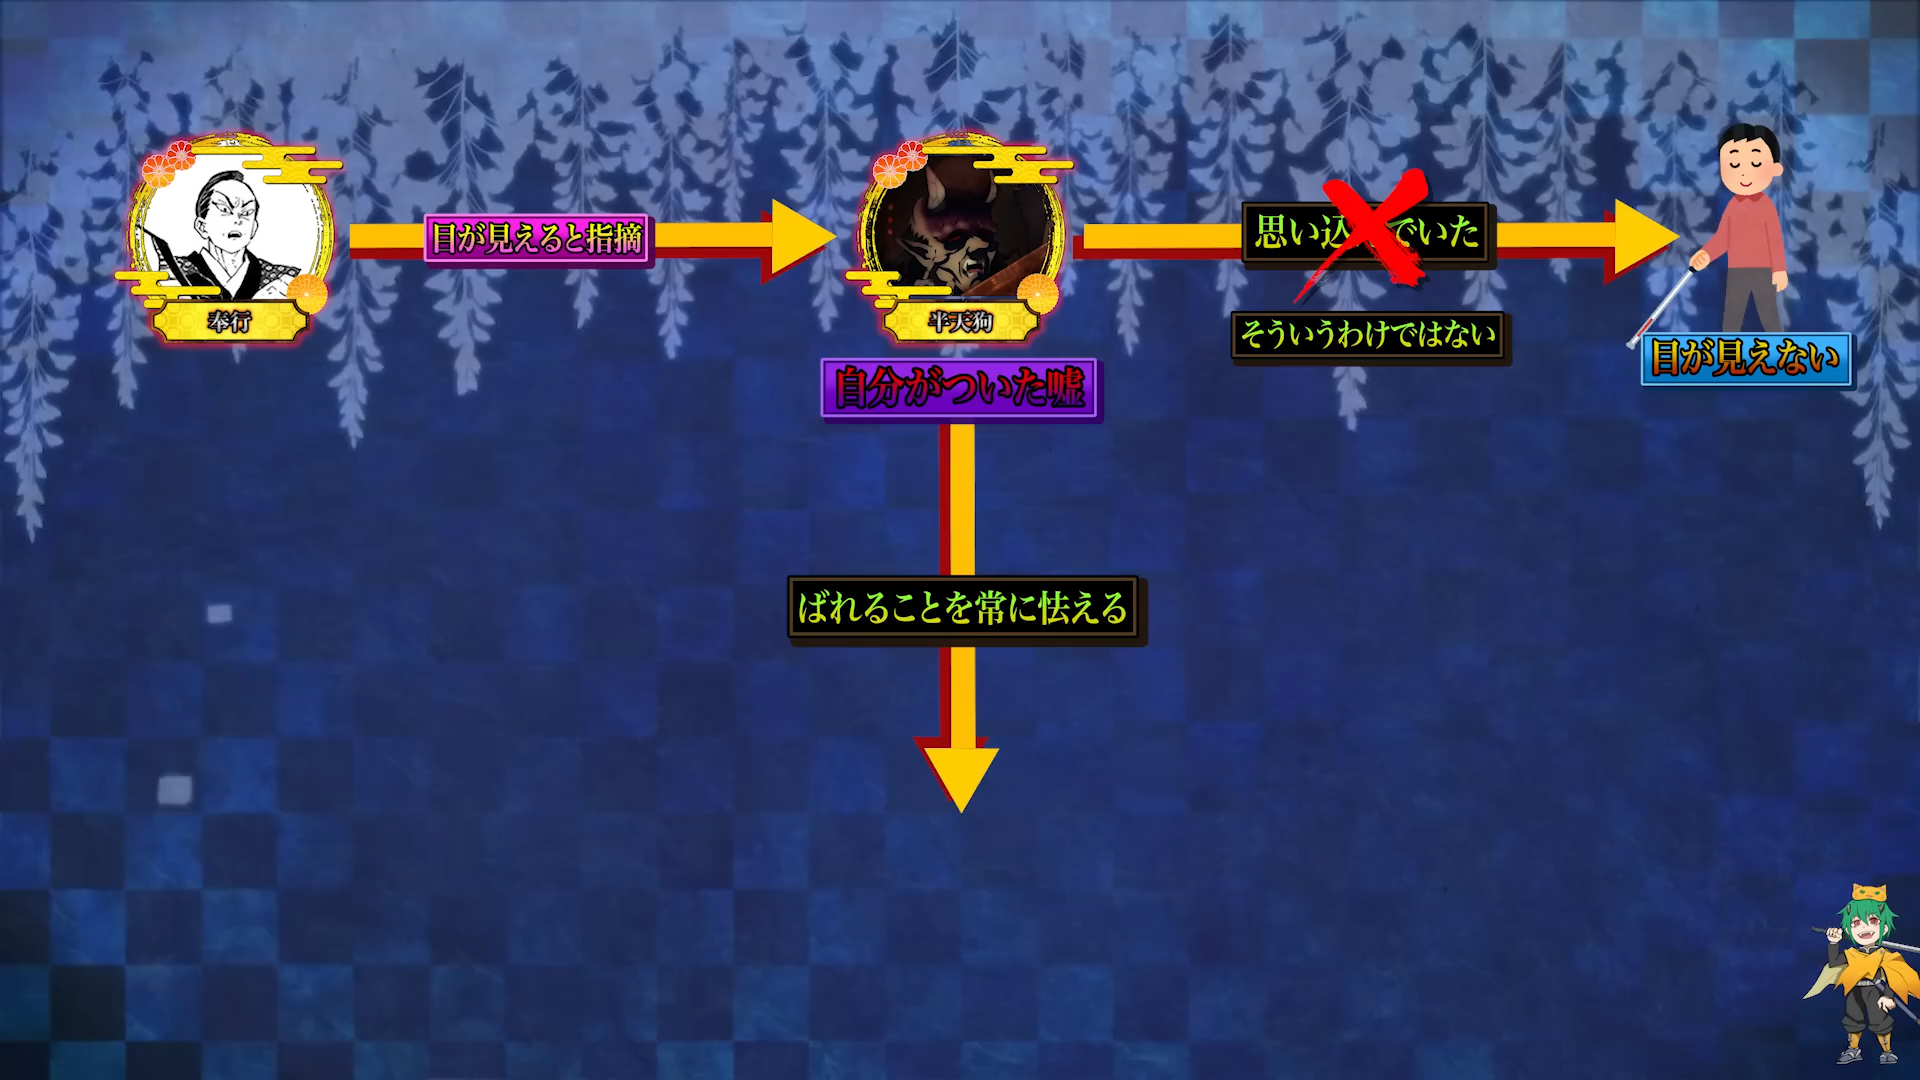 目が見えると指摘
思い込 でいた
奉行
半天狗
そういうわけではない
目が見えない
自分がついた嘘
ばれることを常に怯える